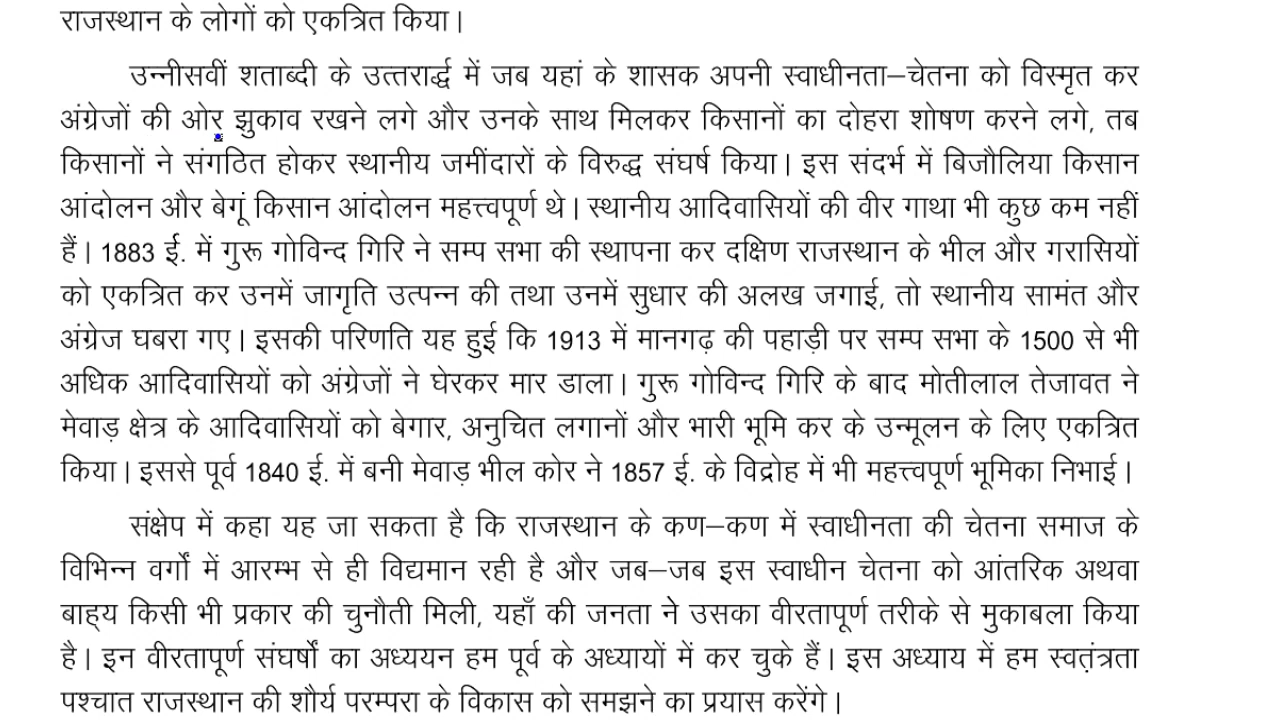 राजस्थान के लोगों को एकत्रित किया।
उन्नीसवीं शताब्दी के उत्तरार्द्ध में जब यहां के शासक अपनी स्वाधीनता–चेतना को विस्मृत कर
अंग्रेजों की ओर झुकाव रखने लगे और उनके साथ मिलकर किसानों का दोहरा शोषण करने लगे, तब
किसानों ने संगठित होकर स्थानीय जमींदारों के विरुद्ध संघर्ष किया। इस संदर्भ में बिजौलिया किसान
आंदोलन और बेगूं किसान आंदोलन महत्त्वपूर्ण थे। स्थानीय आदिवासियों की वीर गाथा भी कुछ कम नहीं
हैं। 1883 ई. में गुरू गोविन्द गिरि ने सम्प सभा की स्थापना कर दक्षिण राजस्थान के भील और गरासियों
को एकत्रित कर उनमें जागृति उत्पन्न की तथा उनमें सुधार की अलख जगाई, तो स्थानीय सामंत और
अंग्रेज घबरा गए। इसकी परिणति यह हुई कि 1913 में मानगढ़ की पहाड़ी पर सम्प सभा के 1500 से भी
अधिक आदिवासियों को अंग्रेजों ने घेरकर मार डाला। गुरू गोविन्द गिरि के बाद मोतीलाल तेजावत ने
मेवाड़ क्षेत्र के आदिवासियों को बेगार, अनुचित लगानों और भारी भूमि कर के उन्मूलन के लिए एकत्रित
किया। इससे पूर्व 1840 ई. में बनी मेवाड़ भील कोर ने 1857 ई. के विद्रोह में भी महत्त्वपूर्ण भूमिका निभाई।
संक्षेप में कहा यह जा सकता है कि राजस्थान के कण–कण में स्वाधीनता की चेतना समाज के
विभिन्न वर्गों में आरम्भ से ही विद्यमान रही है और जब–जब इस स्वाधीन चेतना को आंतरिक अथवा
बाह्य किसी भी प्रकार की चुनौती मिली, यहाँ की जनता ने उसका वीरतापूर्ण तरीके से मुकाबला किया
है। इन वीरतापूर्ण संघर्षों का अध्ययन हम पूर्व के अध्यायों में कर चुके हैं। इस अध्याय में हम स्वतंत्रता
पश्चात राजस्थान की शौर्य परम्परा के विकास को समझने का प्रयास करेंगे।